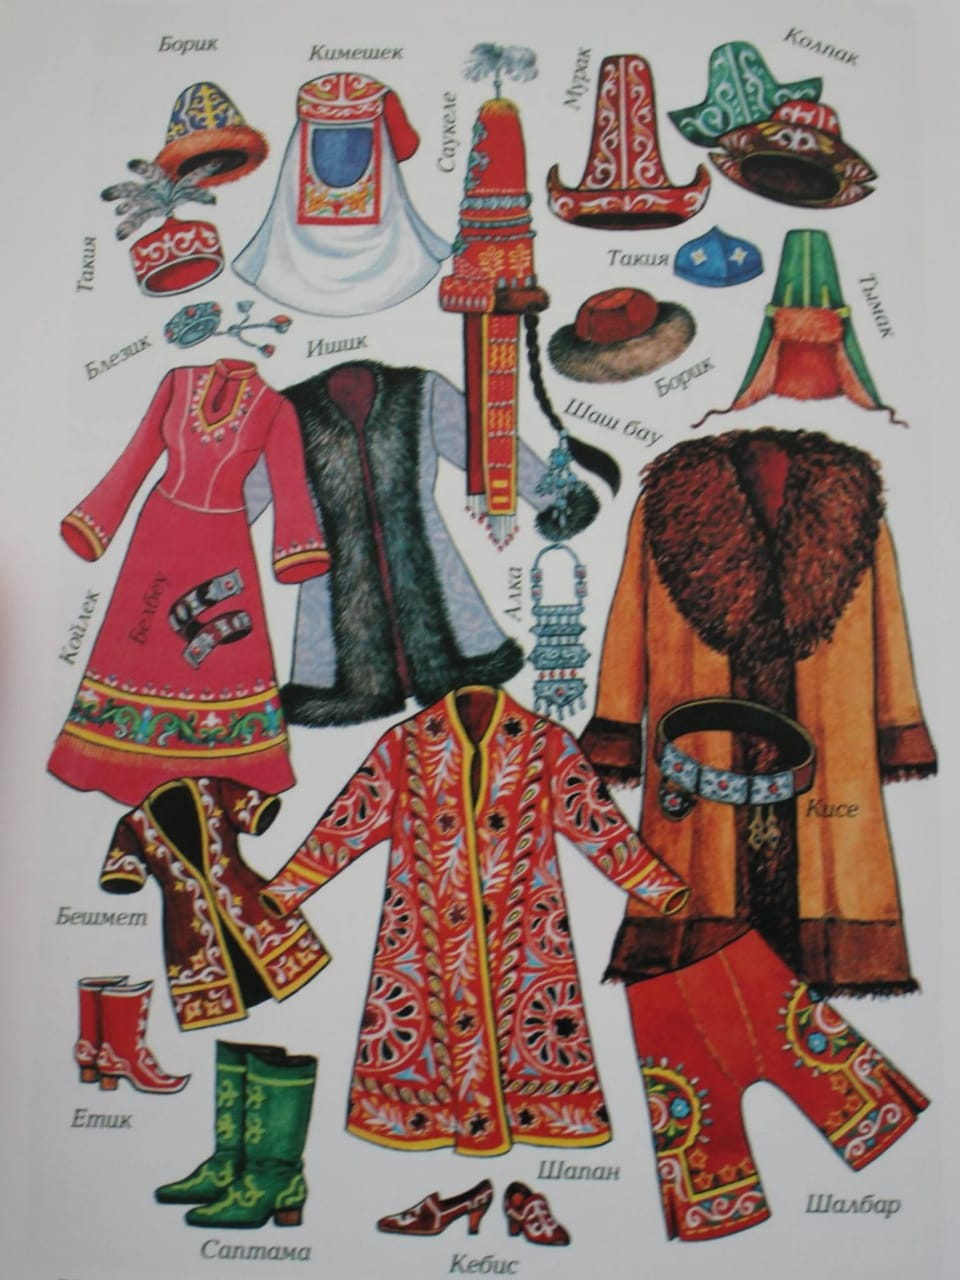 Борик
Кимешек
Саукеле
Мурак
Колпак
Такия
Такия
Тымак
Блезик
Ишик
Борик
Шаш бау
Койлек
Белбеу
Алка
Кисе
Бешмет
Етик
Шапан
Шалбар
Саптама
Кебис